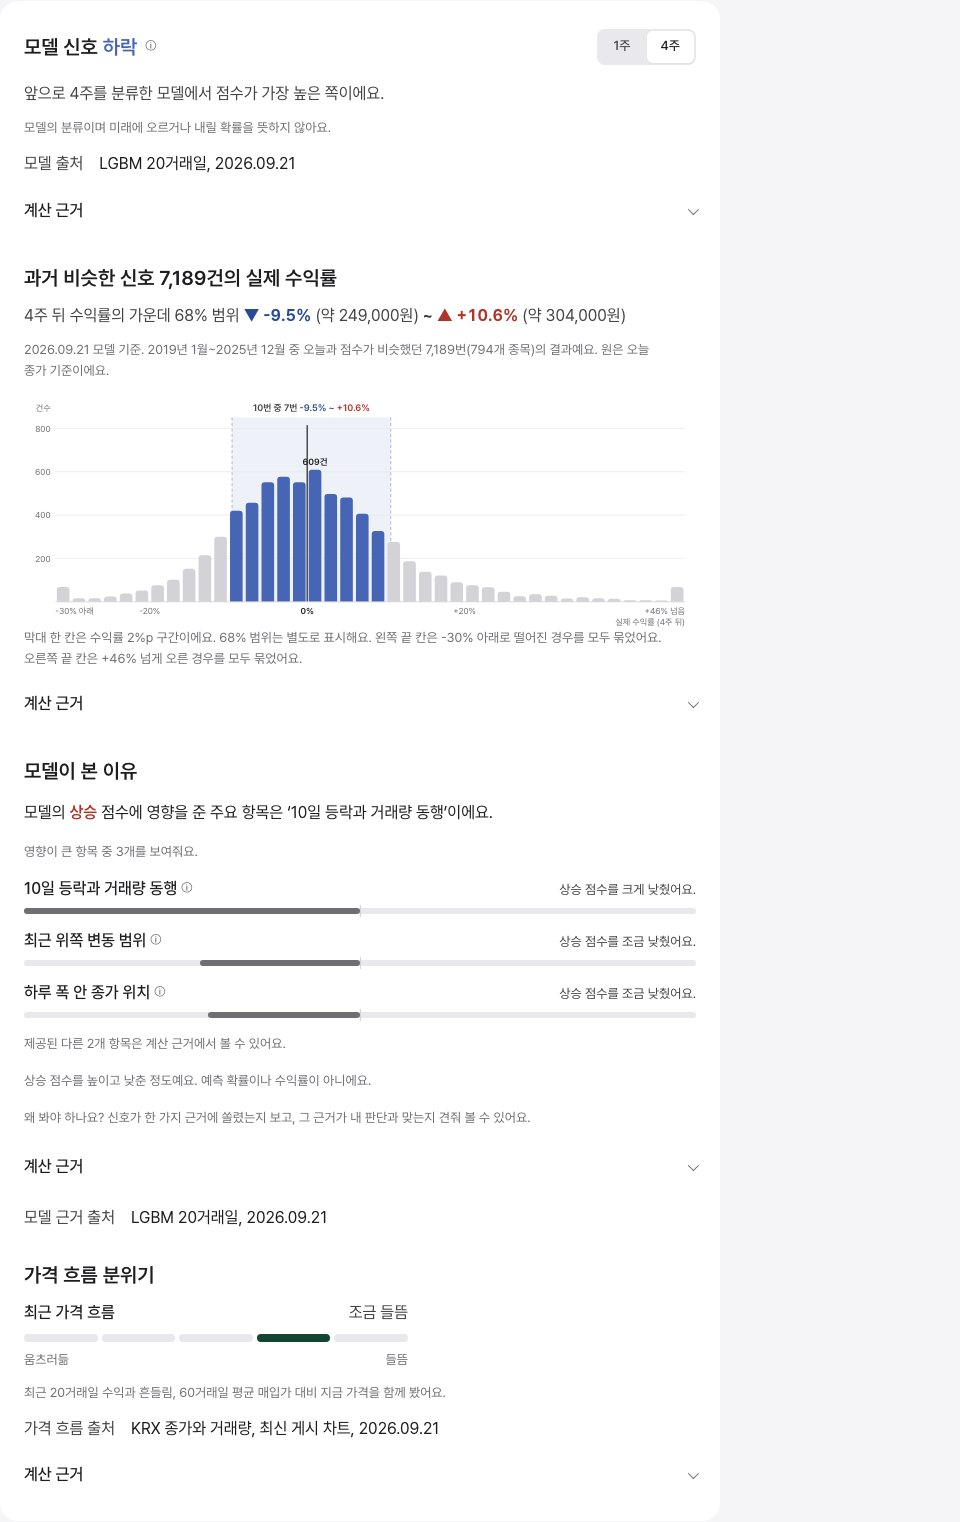 모델 신호 하락 ⓘ
1주 4주
앞으로 4주를 분류한 모델에서 점수가 가장 높은 쪽이에요.
모델의 분류이며 미래에 오르거나 내릴 확률을 뜻하지 않아요.
모델 출처 LGBM 20거래일, 2026.09.21
계산 근거
과거 비슷한 신호 7,189건의 실제 수익률
4주 뒤 수익률의 가운데 68% 범위 ▼ -9.5% (약 249,000원) ~ ▲ +10.6% (약 304,000원)
2026.09.21 모델 기준. 2019년 1월~2025년 12월 중 오늘과 점수가 비슷했던 7,189번(794개 종목)의 결과예요. 원은 오늘
종가 기준이에요.
건수
10번 중 7번 -9.5% ~ +10.6%
800
609건
600
400
200
-30% 아래 -20% 0% +20% +46% 넘음
실제 수익률 (4주 뒤)
막대 한 칸은 수익률 2%p 구간이에요. 68% 범위는 별도로 표시해요. 왼쪽 끝 칸은 -30% 아래로 떨어진 경우를 모두 묶었어요.
오른쪽 끝 칸은 +46% 넘게 오른 경우를 모두 묶었어요.
계산 근거
모델이 본 이유
모델의 상승 점수에 영향을 준 주요 항목은 ‘10일 등락과 거래량 동행’이에요.
영향이 큰 항목 중 3개를 보여줘요.
10일 등락과 거래량 동행 ⓘ 상승 점수를 크게 낮췄어요.
최근 위쪽 변동 범위 ⓘ 상승 점수를 조금 낮췄어요.
하루 폭 안 종가 위치 ⓘ 상승 점수를 조금 낮췄어요.
제공된 다른 2개 항목은 계산 근거에서 볼 수 있어요.
상승 점수를 높이고 낮춘 정도예요. 예측 확률이나 수익률이 아니에요.
왜 봐야 하나요? 신호가 한 가지 근거에 쏠렸는지 보고, 그 근거가 내 판단과 맞는지 견줘 볼 수 있어요.
계산 근거
모델 근거 출처 LGBM 20거래일, 2026.09.21
가격 흐름 분위기
최근 가격 흐름 조금 들뜸
움츠러듦 들뜸
최근 20거래일 수익과 흔들림, 60거래일 평균 매입가 대비 지금 가격을 함께 봤어요.
가격 흐름 출처 KRX 종가와 거래량, 최신 게시 차트, 2026.09.21
계산 근거